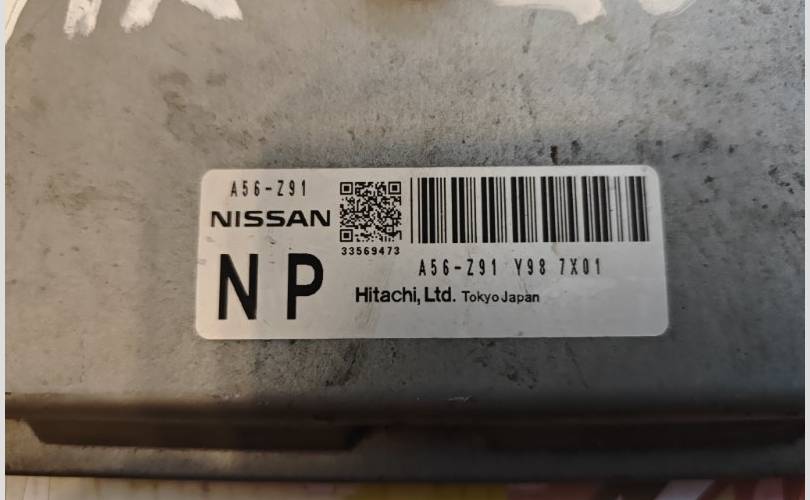 A56-Z91
NISSAN
33569473
A56-Z91 Y98 7X01
NP
Hitachi, Ltd. Tokyo Japan